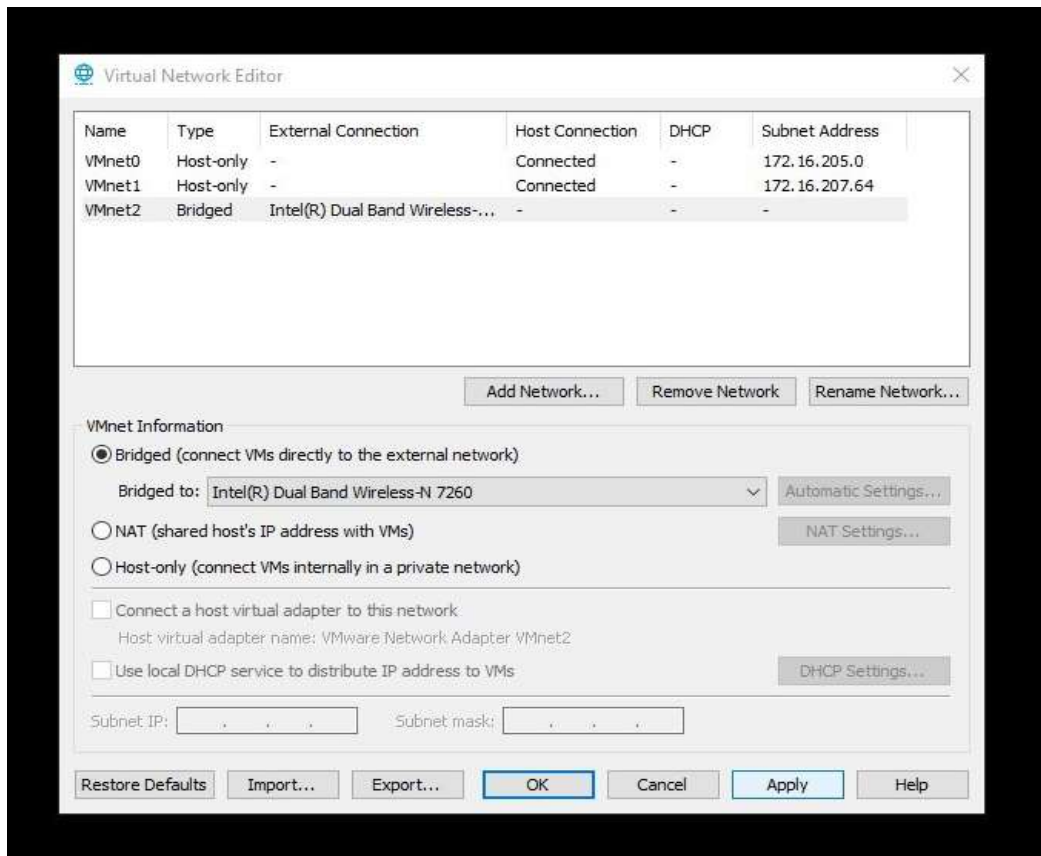 Virtual Network Editor
Name Type External Connection Host Connection DHCP Subnet Address
VMnet0 Host-only - Connected - 172.16.205.0
VMnet1 Host-only - Connected - 172.16.207.64
VMnet2 Bridged Intel(R) Dual Band Wireless-... - - -
Add Network... Remove Network Rename Network...
VMnet Information
Bridged (connect VMs directly to the external network)
Bridged to: Intel(R) Dual Band Wireless-N 7260 Automatic Settings...
NAT (shared host's IP address with VMs) NAT Settings...
Host-only (connect VMs internally in a private network)
Connect a host virtual adapter to this network
Host virtual adapter name: VMware Network Adapter VMnet2
Use local DHCP service to distribute IP address to VMs DHCP Settings...
Subnet IP: . . . Subnet mask: . . .
Restore Defaults Import... Export... OK Cancel Apply Help